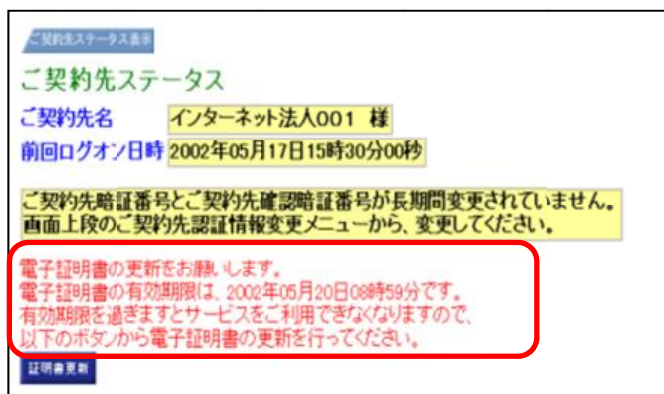 ご契約先ステータス表示
ご契約先ステータス
ご契約先名 インターネット法人001 様
前回ログオン日時 2002年05月17日15時30分00秒
ご契約先暗証番号とご契約先確認暗証番号が長期間変更されていません。
画面上段のご契約先認証情報変更メニューから、変更してください。
電子証明書の更新をお願いします。
電子証明書の有効期限は、2002年05月20日08時59分です。
有効期限を過ぎますとサービスをご利用できなくなりますので、
以下のボタンから電子証明書の更新を行ってください。
証明書更新